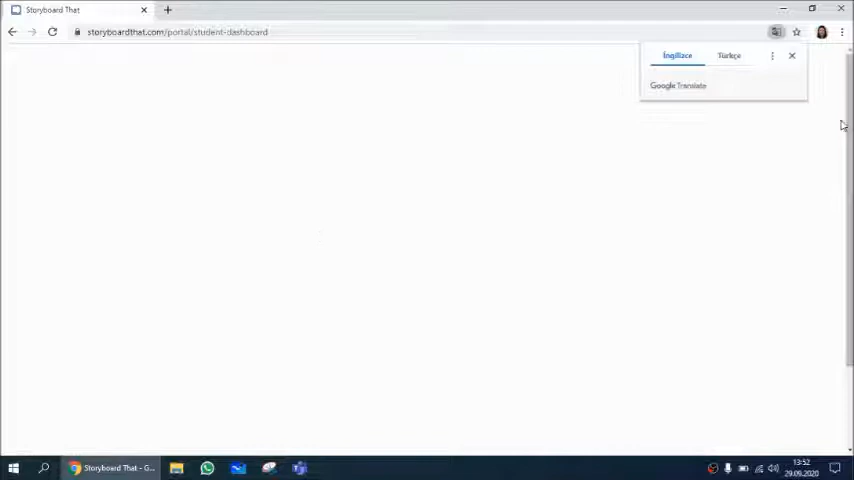 Storyboard That
storyboardthat.com/portal/student-dashboard
İngilizce Türkçe
Google Translate
Storyboard That - G...
13:52
29.09.2020